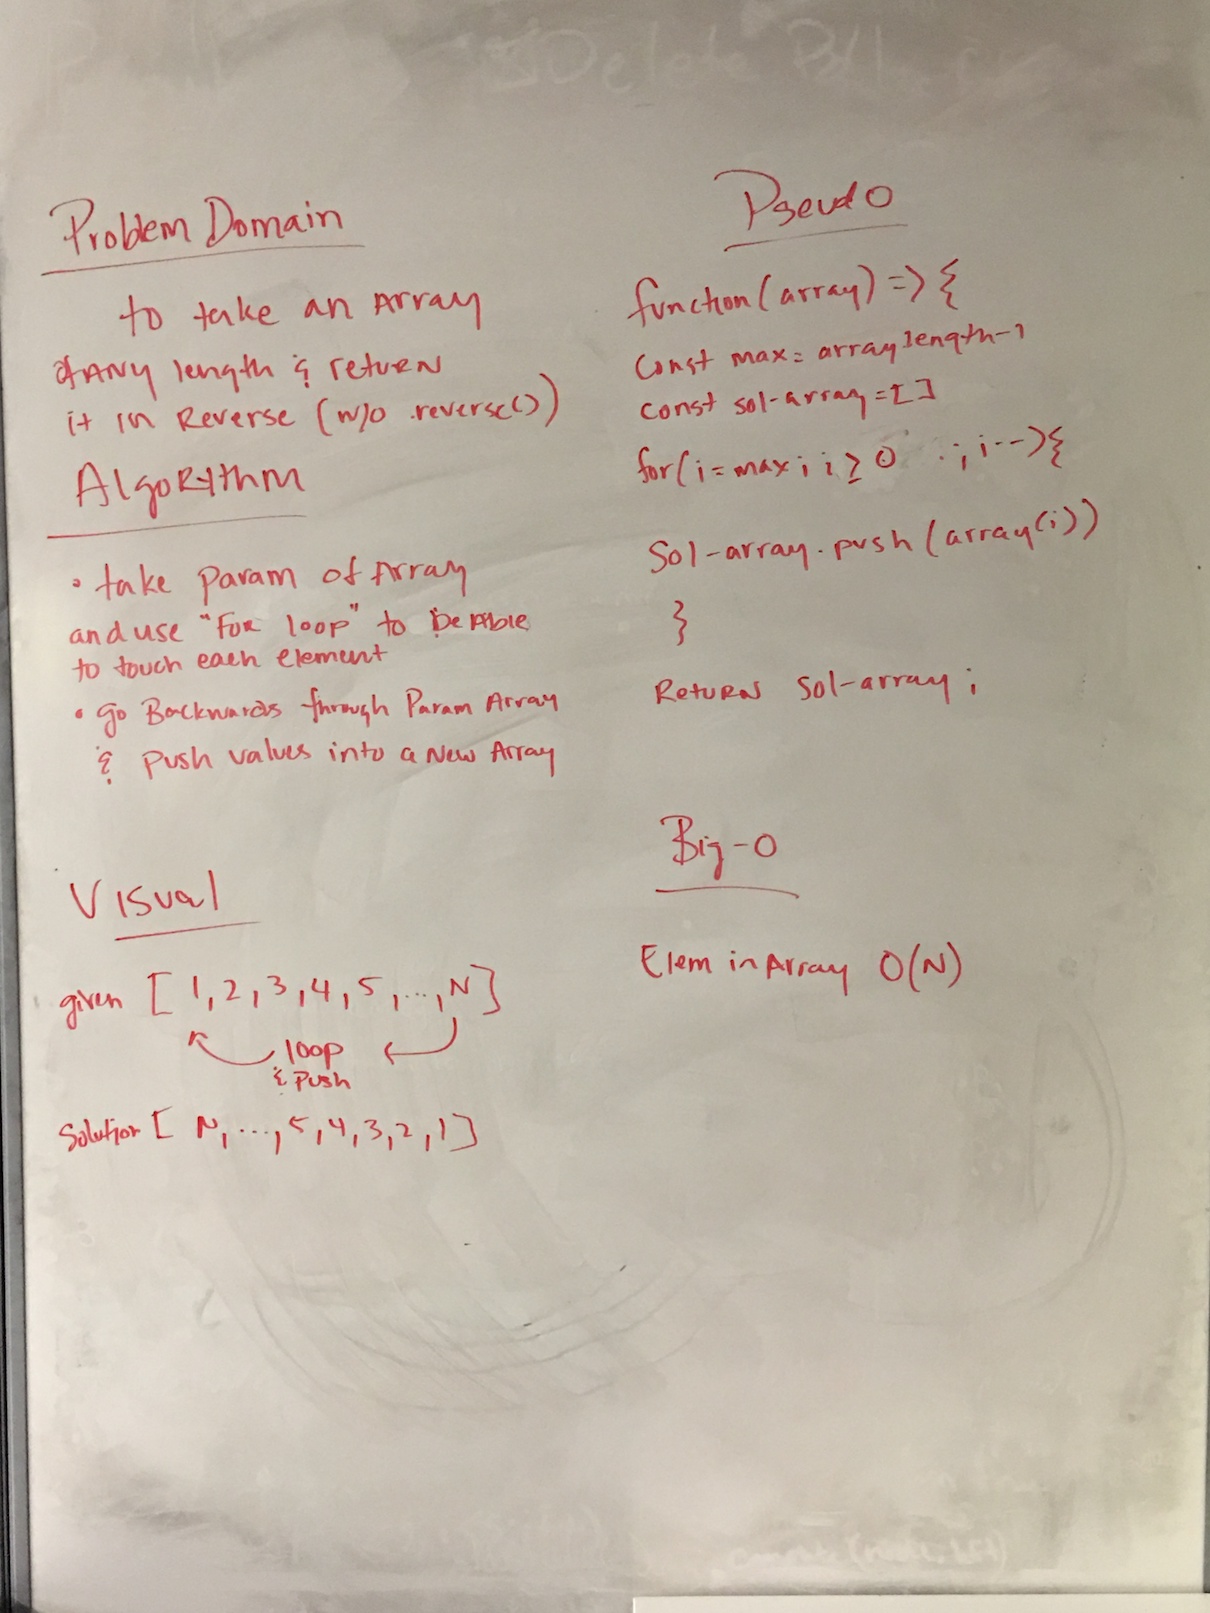 Delete
Problem Domain
to take an Array
of ANY length & return
it in Reverse (w/o .reverse())
Algorythm
• take param of Array
and use "For loop" to be Able
to touch each element
• go Backwards through Param Array
& push values into a New Array
Visual
given [1,2,3,4,5,...,N]
loop
& Push
Solution [N,...,5,4,3,2,1]
Pseudo
function(array) => {
const max = array length-1
const sol-array = []
for(i = max; i ≥ 0 ; i--){
Sol-array.push(array(i))
}
Return sol-array;
Big-O
Elem in Array O(N)